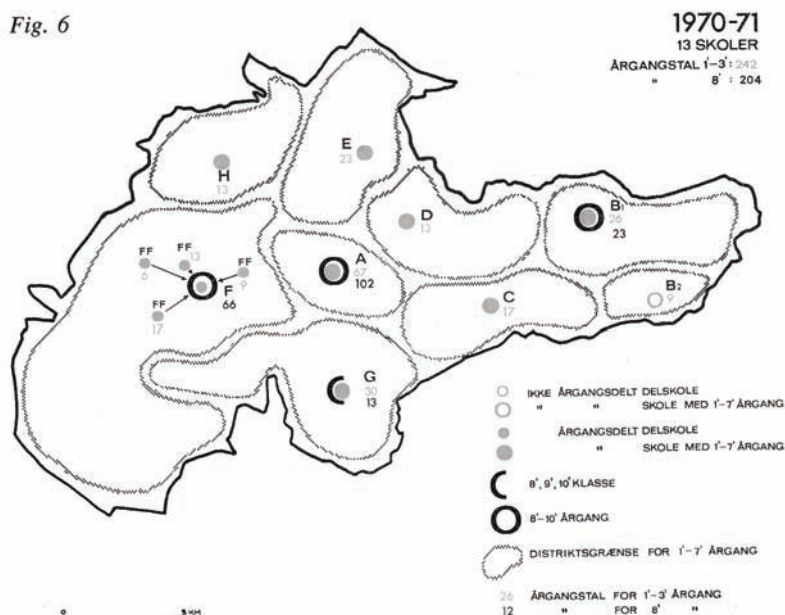 Fig. 6
1970-71
13 SKOLER
ÅRGANGSTAL 1'-3': 242
" 8' : 204
E
23
H
13
D
13
B1
26
23
FF
6
FF
13
FF
9
FF
17
F
66
A
67
102
C
17
B2
9
G
30
13
IKKE ÅRGANGSDELT DELSKOLE
" " SKOLE MED 1'-7' ÅRGANG
ÅRGANGSDELT DELSKOLE
" SKOLE MED 1'-7' ÅRGANG
8', 9', 10' KLASSE
8'-10' ÅRGANG
DISTRIKTSGRÆNSE FOR 1'-7' ÅRGANG
26 ÅRGANGSTAL FOR 1'-3' ÅRGANG
12 " FOR 8' "
0 5 KM.